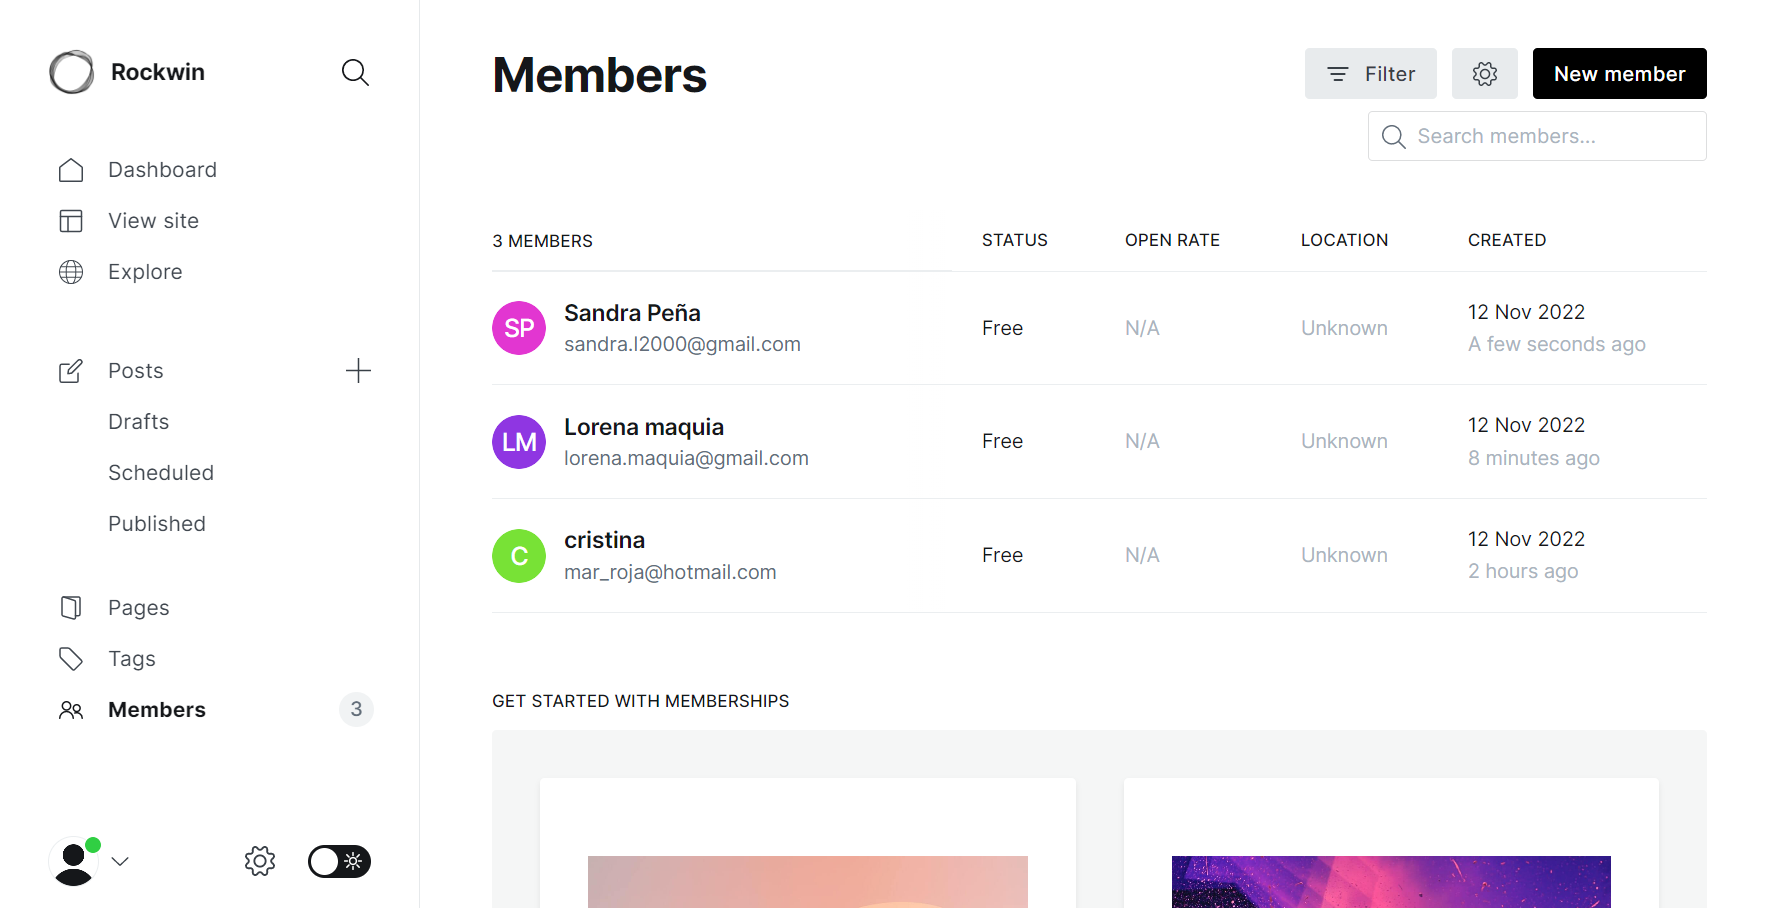 Rockwin
Dashboard
View site
Explore
Posts
Drafts
Scheduled
Published
Pages
Tags
Members 3
Members
Filter
New member
Search members...
3 MEMBERS STATUS OPEN RATE LOCATION CREATED
SP Sandra Peña Free N/A Unknown 12 Nov 2022
sandra.l2000@gmail.com A few seconds ago
LM Lorena maquia Free N/A Unknown 12 Nov 2022
lorena.maquia@gmail.com 8 minutes ago
C cristina Free N/A Unknown 12 Nov 2022
mar_roja@hotmail.com 2 hours ago
GET STARTED WITH MEMBERSHIPS